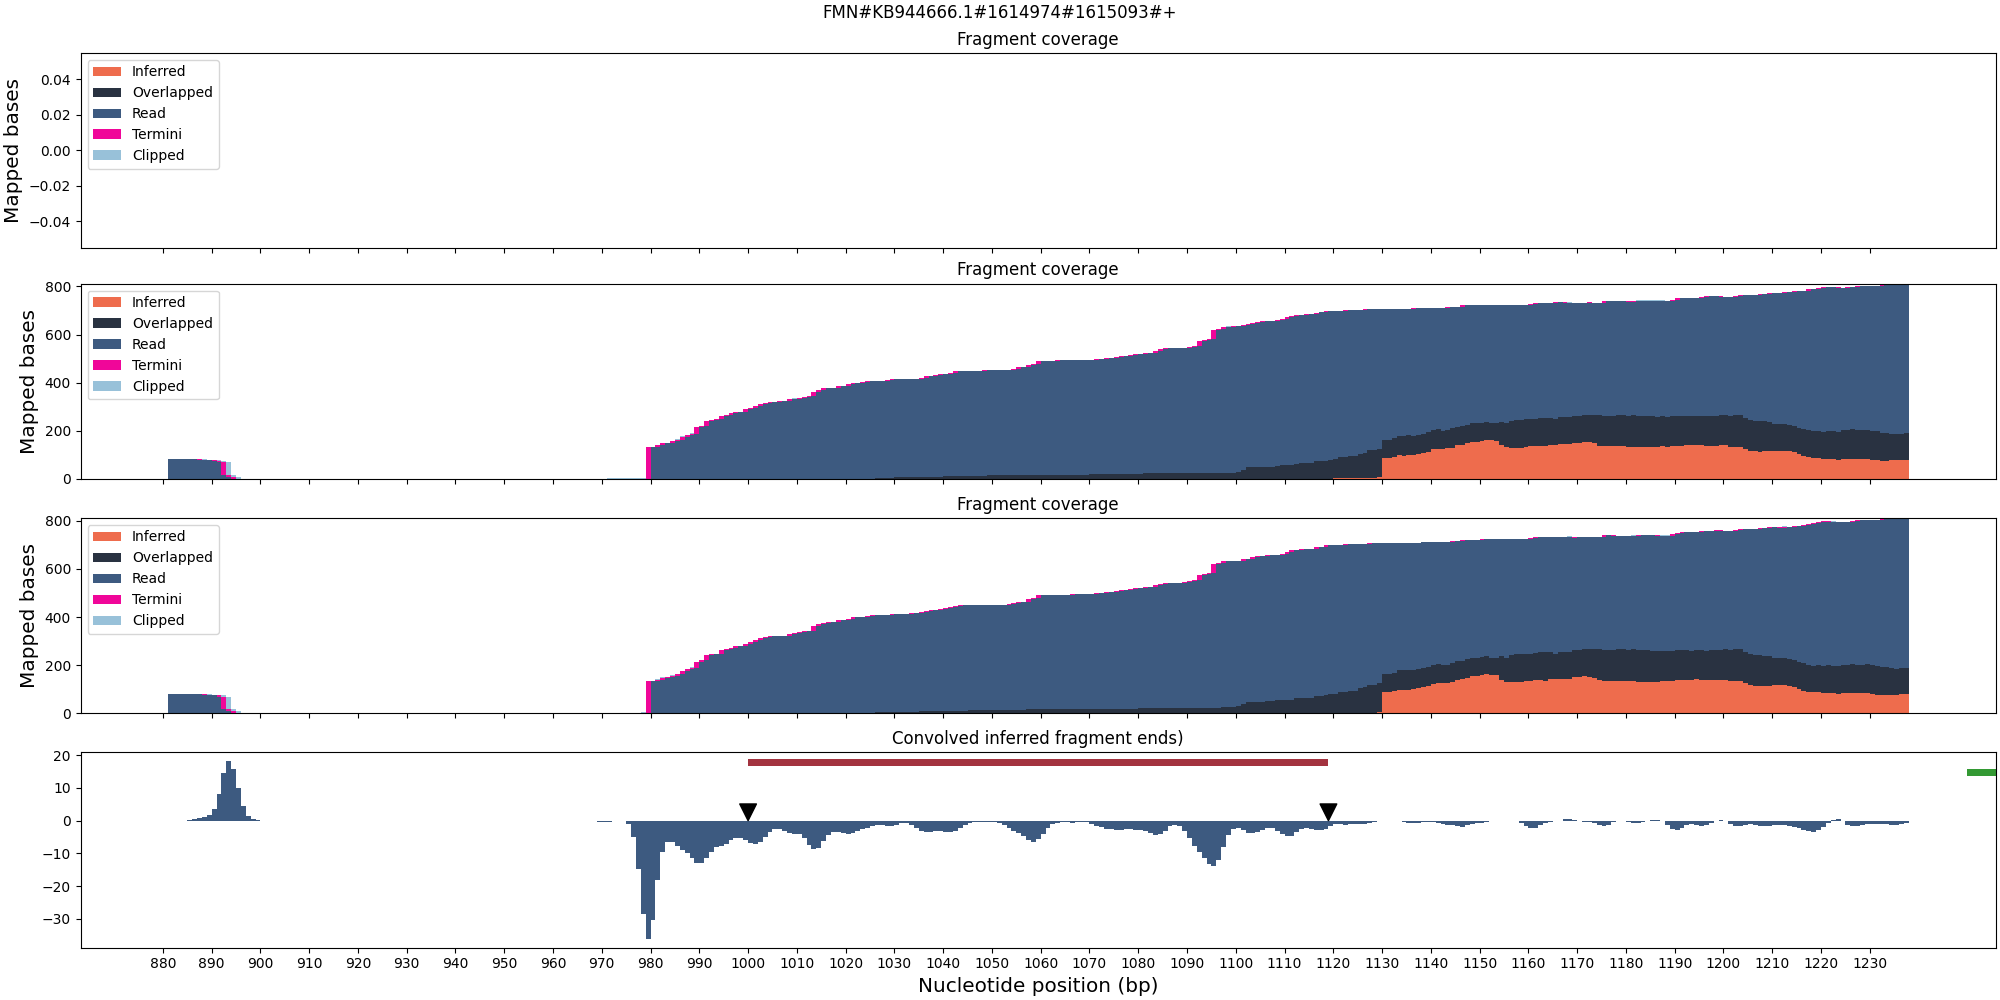 FMN#KB944666.1#1614974#1615093#+
Fragment coverage
Mapped bases
0.04
0.02
0.00
−0.02
−0.04
Inferred
Overlapped
Read
Termini
Clipped
Fragment coverage
Mapped bases
800
600
400
200
0
Inferred
Overlapped
Read
Termini
Clipped
Fragment coverage
Mapped bases
800
600
400
200
0
Inferred
Overlapped
Read
Termini
Clipped
Convolved inferred fragment ends)
20
10
0
−10
−20
−30
880 890 900 910 920 930 940 950 960 970 980 990 1000 1010 1020 1030 1040 1050 1060 1070 1080 1090 1100 1110 1120 1130 1140 1150 1160 1170 1180 1190 1200 1210 1220 1230
Nucleotide position (bp)